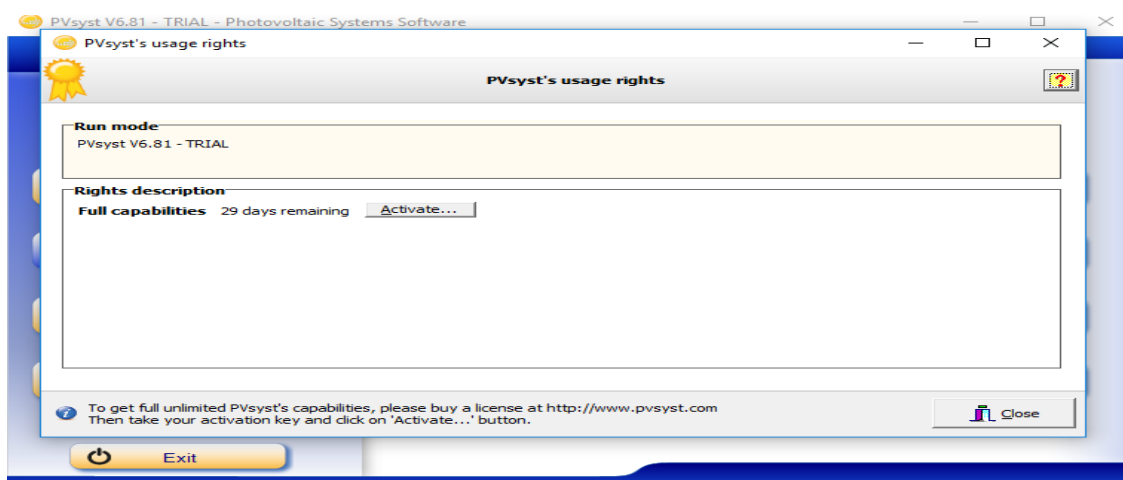 PVsyst V6.81 - TRIAL - Photovoltaic Systems Software
PVsyst's usage rights
PVsyst's usage rights
Run mode
PVsyst V6.81 - TRIAL
Rights description
Full capabilities 29 days remaining Activate...
To get full unlimited PVsyst's capabilities, please buy a license at http://www.pvsyst.com
Then take your activation key and click on 'Activate...' button.
Close
Exit